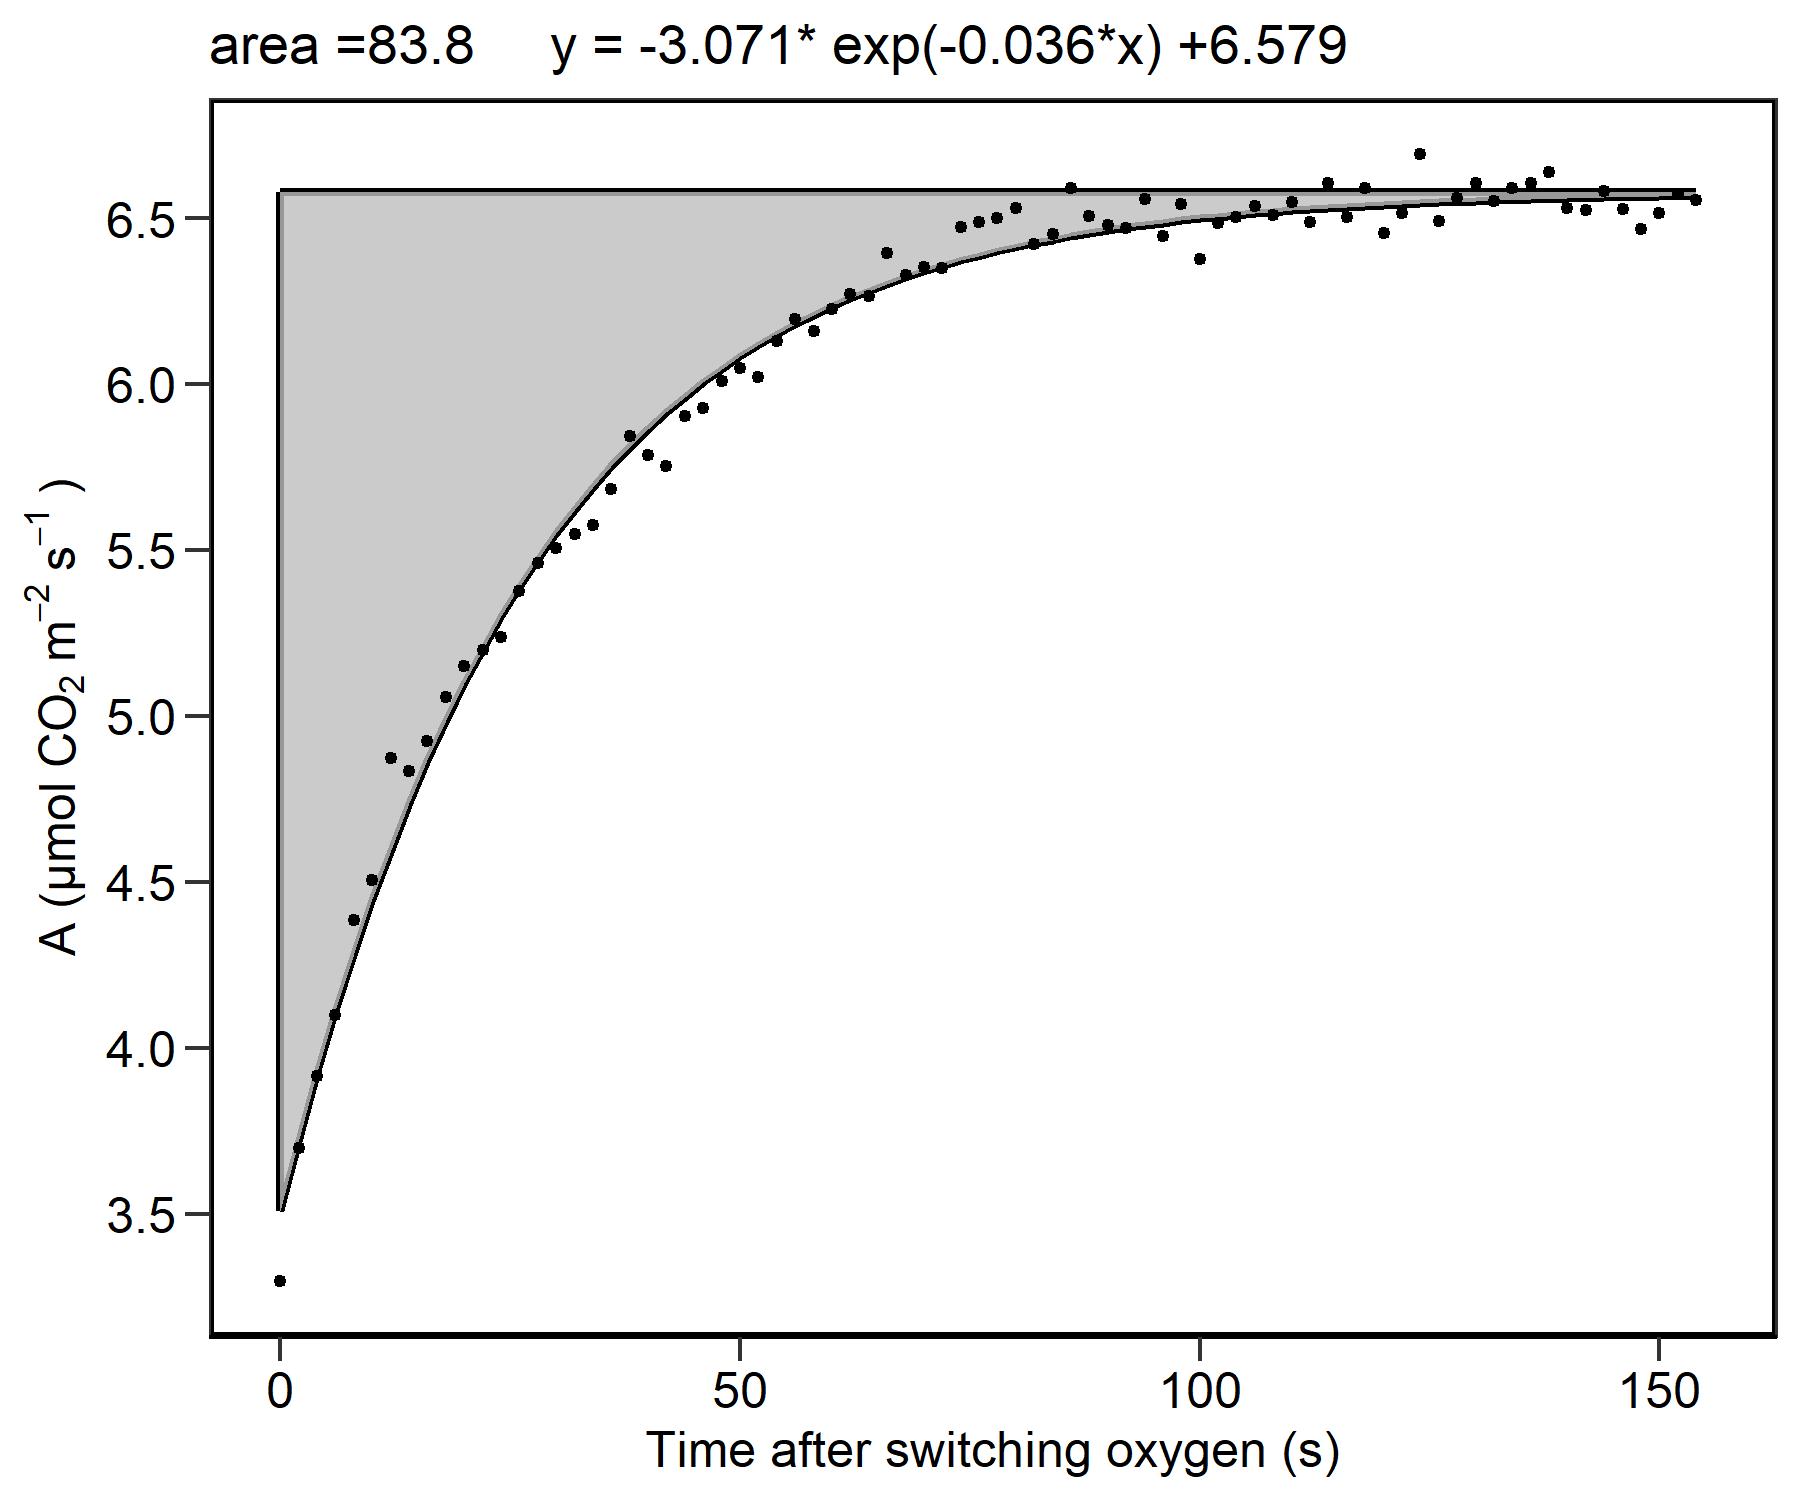 area =83.8 y = -3.071* exp(-0.036*x) +6.579
A (µmol CO₂ m⁻² s⁻¹ )
6.5
6.0
5.5
5.0
4.5
4.0
3.5
0 50 100 150
Time after switching oxygen (s)